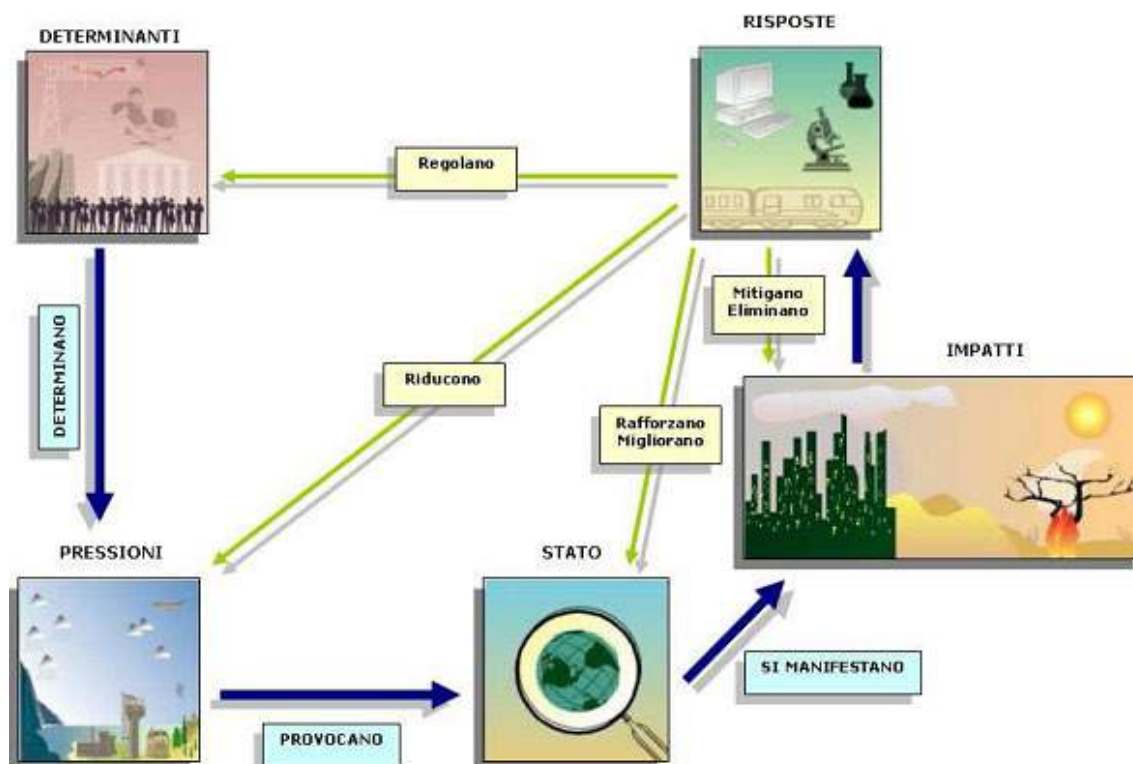 RISPOSTE
DETERMINANTI
Regolano
Mitigano
Eliminano
DETERMINANO
IMPATTI
Riducono
Rafforzano
Migliorano
PRESSIONI
STATO
SI MANIFESTANO
PROVOCANO